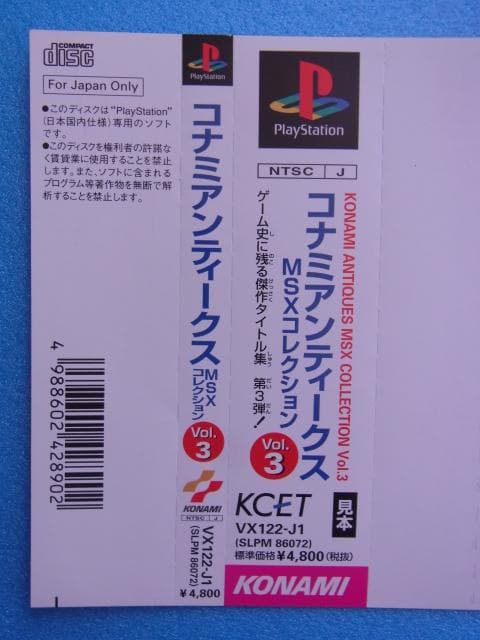 COMPACT
disc
For Japan Only
●このディスクは"PlayStation"
(日本国内仕様)専用のソフト
です。
●このディスクを権利者の許諾な
く賃貸業に使用することを禁止
します。また、ソフトに含まれる
プログラム等著作物を無断で解
析することを禁止します。
4 988602 428902
PlayStation
コナミアンティークス
MSX
コレクション
Vol.
3
KONAMI
NTSC J
VX122-J1
(SLPM 86072)
¥4,800
PlayStation
NTSC J
KONAMI ANTIQUES MSX COLLECTION Vol.3
コナミアンティークス
MSXコレクション
Vol.
3
ゲーム史に残る傑作タイトル集 第3弾!
KCET
見本
VX122-J1
(SLPM 86072)
標準価格¥4,800(税抜)
KONAMI